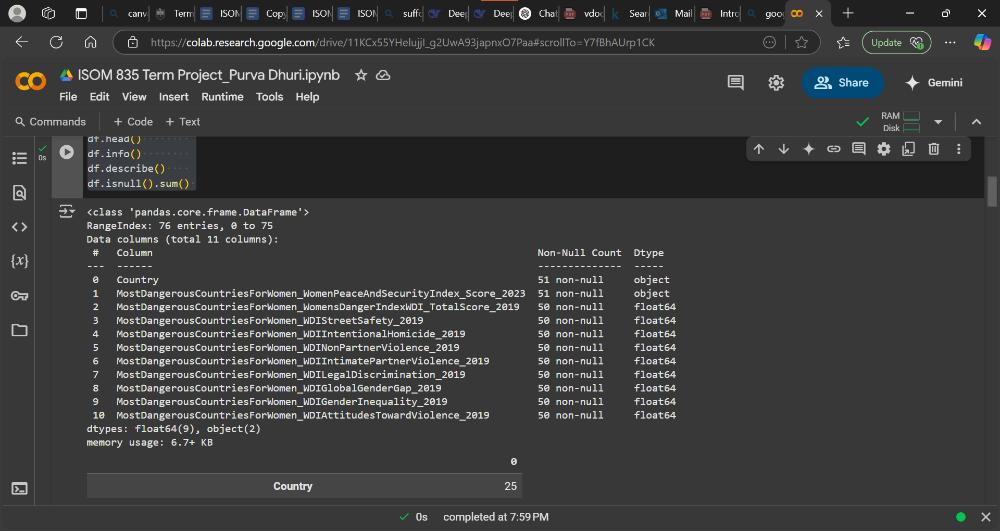 canv
Term
ISOM
Copy
ISOM
ISOM
suffo
Deep
Deep
Chat
vdoc
Sear
Mail
Intro
goog
https://colab.research.google.com/drive/11KCx55YHelujjI_g2UwA93japnxO7Paa#scrollTo=Y7fBhAUrp1CK
Update
ISOM 835 Term Project_Purva Dhuri.ipynb
Share
Gemini
File Edit View Insert Runtime Tools Help
Commands + Code + Text
RAM
Disk
0s
df.head()
df.info()
df.describe()
df.isnull().sum()
<class 'pandas.core.frame.DataFrame'>
RangeIndex: 76 entries, 0 to 75
Data columns (total 11 columns):
# Column Non-Null Count Dtype
--- ------ -------------- -----
0 Country 51 non-null object
1 MostDangerousCountriesForWomen_WomenPeaceAndSecurityIndex_Score_2023 51 non-null object
2 MostDangerousCountriesForWomen_WomensDangerIndexWDI_TotalScore_2019 50 non-null float64
3 MostDangerousCountriesForWomen_WDIStreetSafety_2019 50 non-null float64
4 MostDangerousCountriesForWomen_WDIIntentionalHomicide_2019 50 non-null float64
5 MostDangerousCountriesForWomen_WDINonPartnerViolence_2019 50 non-null float64
6 MostDangerousCountriesForWomen_WDIIntimatePartnerViolence_2019 50 non-null float64
7 MostDangerousCountriesForWomen_WDILegalDiscrimination_2019 50 non-null float64
8 MostDangerousCountriesForWomen_WDIGlobalGenderGap_2019 50 non-null float64
9 MostDangerousCountriesForWomen_WDIGenderInequality_2019 50 non-null float64
10 MostDangerousCountriesForWomen_WDIAttitudesTowardViolence_2019 50 non-null float64
dtypes: float64(9), object(2)
memory usage: 6.7+ KB
0
Country 25
0s completed at 7:59 PM